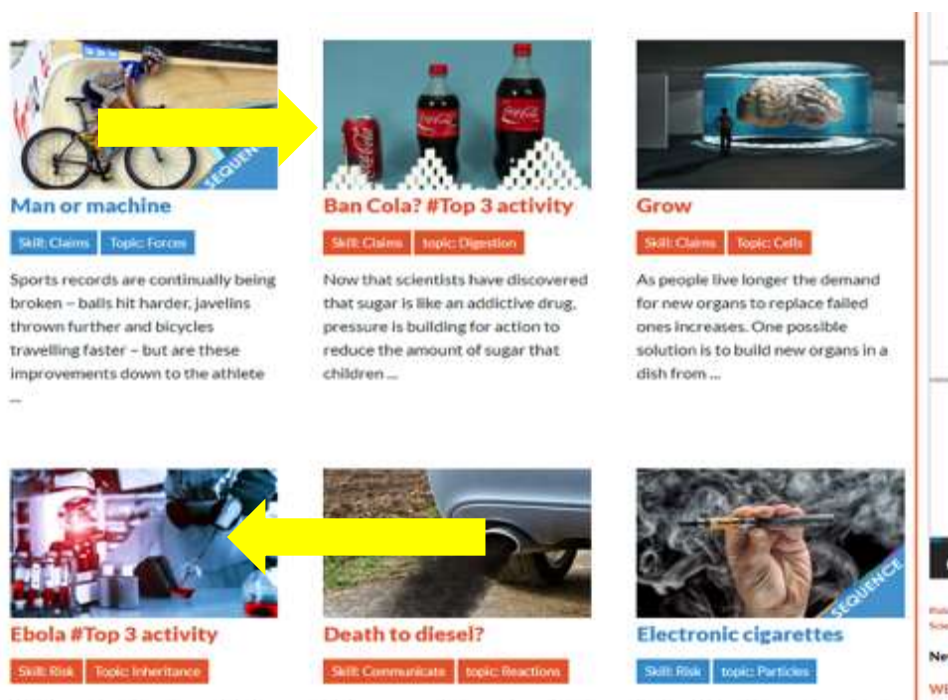 SEQUENCE
Coca-Cola
Coca-Cola
Coca-Cola
Man or machine
Ban Cola? #Top 3 activity
Grow
Skill: Claims Topic: Forces
Skill: Claims topic: Digestion
Skill: Claims Topic: Cells
Sports records are continually being
broken – balls hit harder, javelins
thrown further and bicycles
travelling faster – but are these
improvements down to the athlete
...
Now that scientists have discovered
that sugar is like an addictive drug,
pressure is building for action to
reduce the amount of sugar that
children ...
As people live longer the demand
for new organs to replace failed
ones increases. One possible
solution is to build new organs in a
dish from ...
SEQUENCE
Ebola #Top 3 activity
Death to diesel?
Electronic cigarettes
Skill: Risk Topic: Inheritance
Skill: Communicate topic: Reactions
Skill: Risk topic: Particles